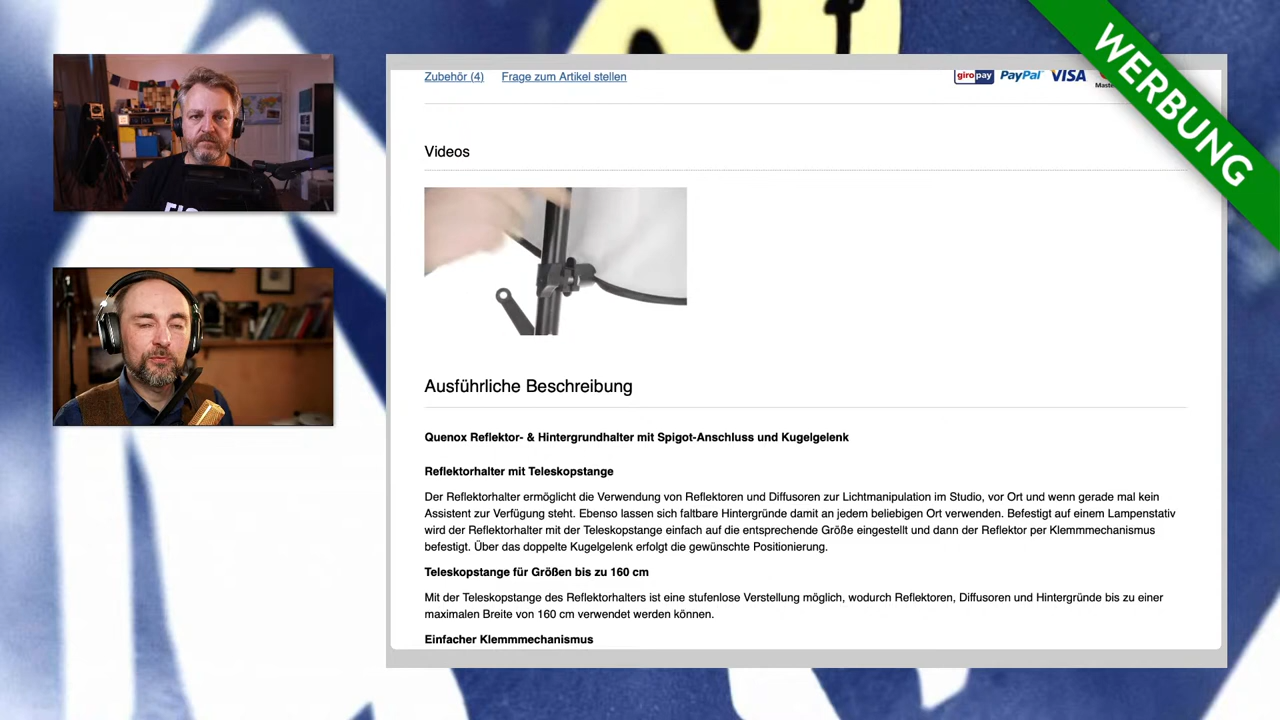 Zubehör (4) Frage zum Artikel stellen
giropay PayPal VISA
WERBUNG
Videos
Ausführliche Beschreibung
Quenox Reflektor- & Hintergrundhalter mit Spigot-Anschluss und Kugelgelenk
Reflektorhalter mit Teleskopstange
Der Reflektorhalter ermöglicht die Verwendung von Reflektoren und Diffusoren zur Lichtmanipulation im Studio, vor Ort und wenn gerade mal kein
Assistent zur Verfügung steht. Ebenso lassen sich faltbare Hintergründe damit an jedem beliebigen Ort verwenden. Befestigt auf einem Lampenstativ
wird der Reflektorhalter mit der Teleskopstange einfach auf die entsprechende Größe eingestellt und dann der Reflektor per Klemmmechanismus
befestigt. Über das doppelte Kugelgelenk erfolgt die gewünschte Positionierung.
Teleskopstange für Größen bis zu 160 cm
Mit der Teleskopstange des Reflektorhalters ist eine stufenlose Verstellung möglich, wodurch Reflektoren, Diffusoren und Hintergründe bis zu einer
maximalen Breite von 160 cm verwendet werden können.
Einfacher Klemmmechanismus